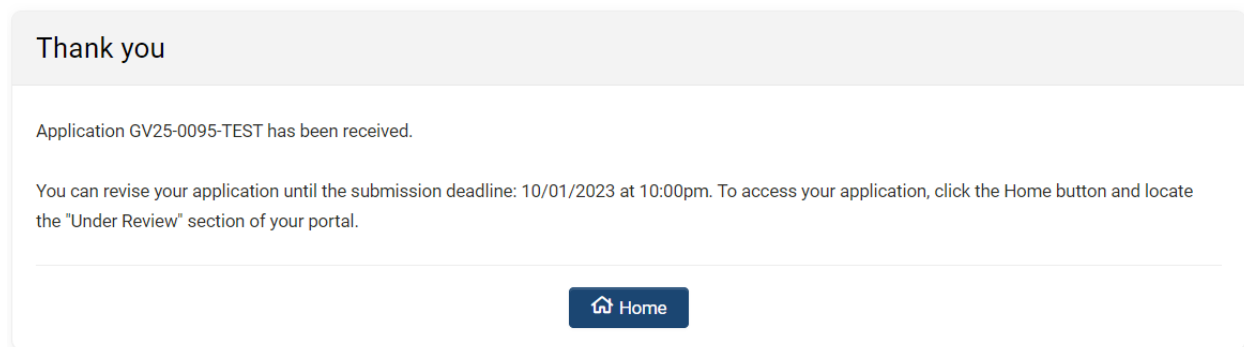 Thank you
Application GV25-0095-TEST has been received.
You can revise your application until the submission deadline: 10/01/2023 at 10:00pm. To access your application, click the Home button and locate
the "Under Review" section of your portal.
Home